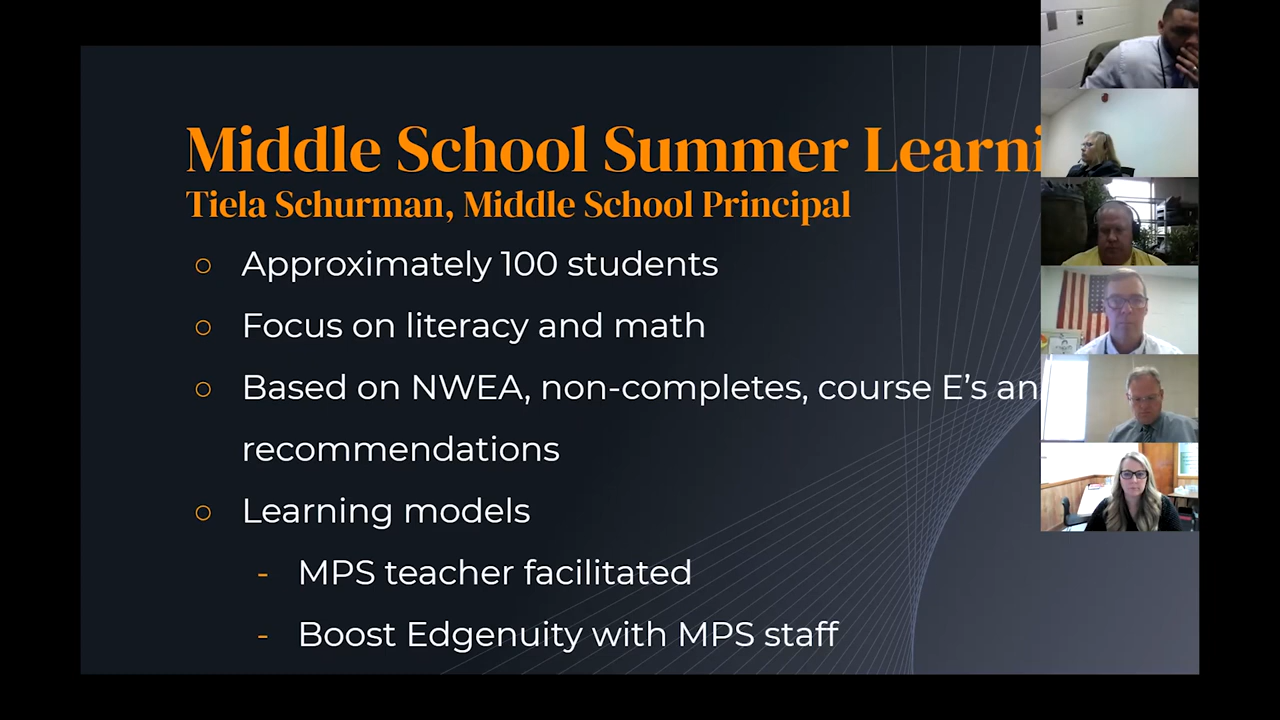 Middle School Summer Learni
Tiela Schurman, Middle School Principal
○ Approximately 100 students
○ Focus on literacy and math
○ Based on NWEA, non-completes, course E's an
recommendations
○ Learning models
- MPS teacher facilitated
- Boost Edgenuity with MPS staff